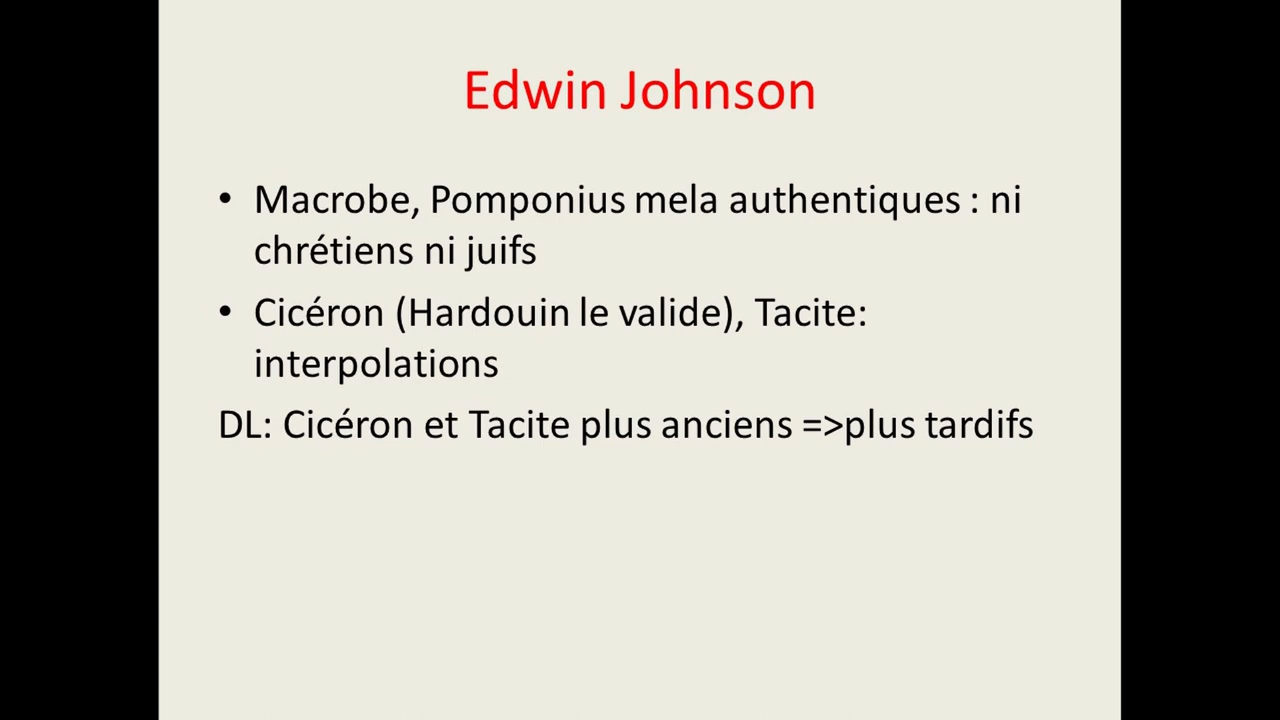 Edwin Johnson
• Macrobe, Pomponius mela authentiques : ni
chrétiens ni juifs
• Cicéron (Hardouin le valide), Tacite:
interpolations
DL: Cicéron et Tacite plus anciens =>plus tardifs